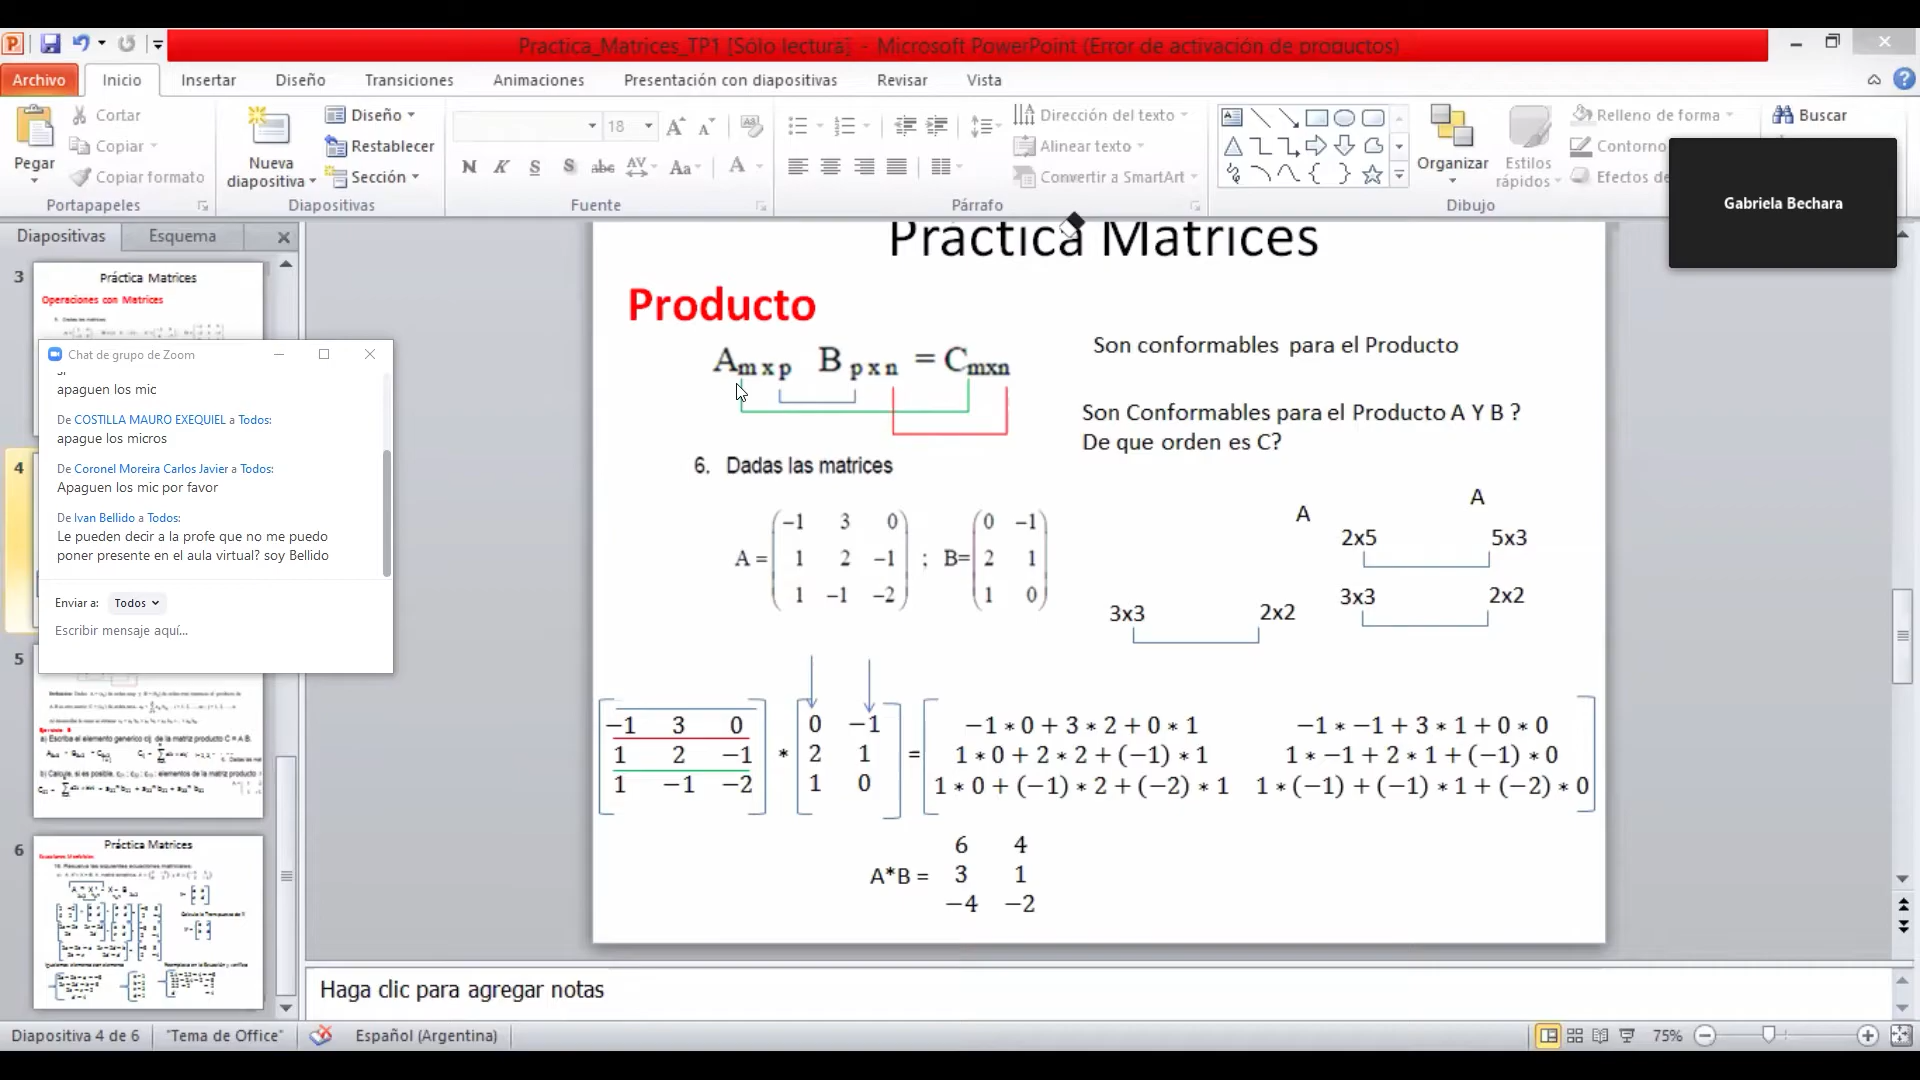 Practica_Matrices_TP1 [Sólo lectura] - Microsoft PowerPoint (Error de activación de productos)
Archivo Inicio Insertar Diseño Transiciones Animaciones Presentación con diapositivas Revisar Vista
Pegar
Cortar
Copiar
Copiar formato
Portapapeles
Nueva diapositiva
Diseño
Restablecer
Sección
Diapositivas
18
N K S S abc AV Aa A
Fuente
Párrafo
Dirección del texto
Alinear texto
Convertir a SmartArt
Organizar
Estilos rápidos
Relleno de forma
Contorno
Efectos de
Dibujo
Buscar
Gabriela Bechara
Diapositivas Esquema
3
Práctica Matrices
Operaciones con Matrices
4
Chat de grupo de Zoom
apaguen los mic
De COSTILLA MAURO EXEQUIEL a Todos:
apague los micros
De Coronel Moreira Carlos Javier a Todos:
Apaguen los mic por favor
De Ivan Bellido a Todos:
Le pueden decir a la profe que no me puedo
poner presente en el aula virtual? soy Bellido
Enviar a: Todos
Escribir mensaje aquí...
5
6
Práctica Matrices
Práctica Matrices
Producto
A m x p B p x n = C mxn
Son conformables para el Producto
Son Conformables para el Producto A Y B ?
De que orden es C?
6. Dadas las matrices
−1 3 0 0 −1
A = 1 2 −1 ; B= 2 1
1 −1 −2 1 0
A A
2x5 5x3
3x3 2x2
3x3 2x2
−1 3 0 0 −1 −1 ∗ 0 + 3 ∗ 2 + 0 ∗ 1 −1 ∗ −1 + 3 ∗ 1 + 0 ∗ 0
1 2 −1 * 2 1 = 1 ∗ 0 + 2 ∗ 2 + (−1) ∗ 1 1 ∗ −1 + 2 ∗ 1 + (−1) ∗ 0
1 −1 −2 1 0 1 ∗ 0 + (−1) ∗ 2 + (−2) ∗ 1 1 ∗ (−1) + (−1) ∗ 1 + (−2) ∗ 0
6 4
A*B = 3 1
−4 −2
Haga clic para agregar notas
Diapositiva 4 de 6 "Tema de Office" Español (Argentina) 75%